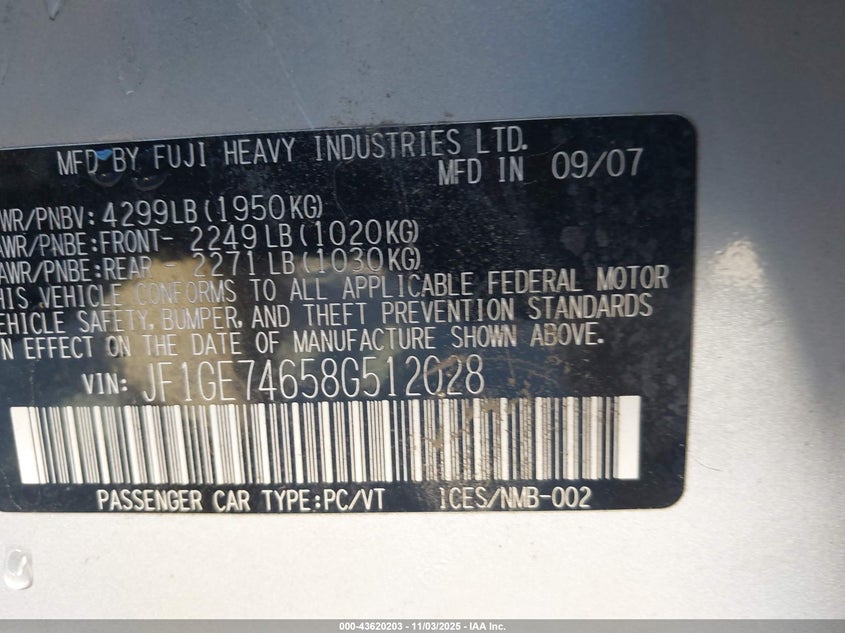 MFD BY FUJI HEAVY INDUSTRIES LTD.
MFD IN 09/07
WR/PNBV: 4299LB (1950KG)
AWR/PNBE:FRONT- 2249LB (1020KG)
AWR/PNBE:REAR - 2271LB (1030KG)
HIS VEHICLE CONFORMS TO ALL APPLICABLE FEDERAL MOTOR
EHICLE SAFETY, BUMPER, AND THEFT PREVENTION STANDARDS
N EFFECT ON THE DATE OF MANUFACTURE SHOWN ABOVE.
VIN: JF1GE74658G512028
PASSENGER CAR TYPE:PC/VT ICES/NMB-002
000-43620203 - 11/03/2025 - IAA Inc.